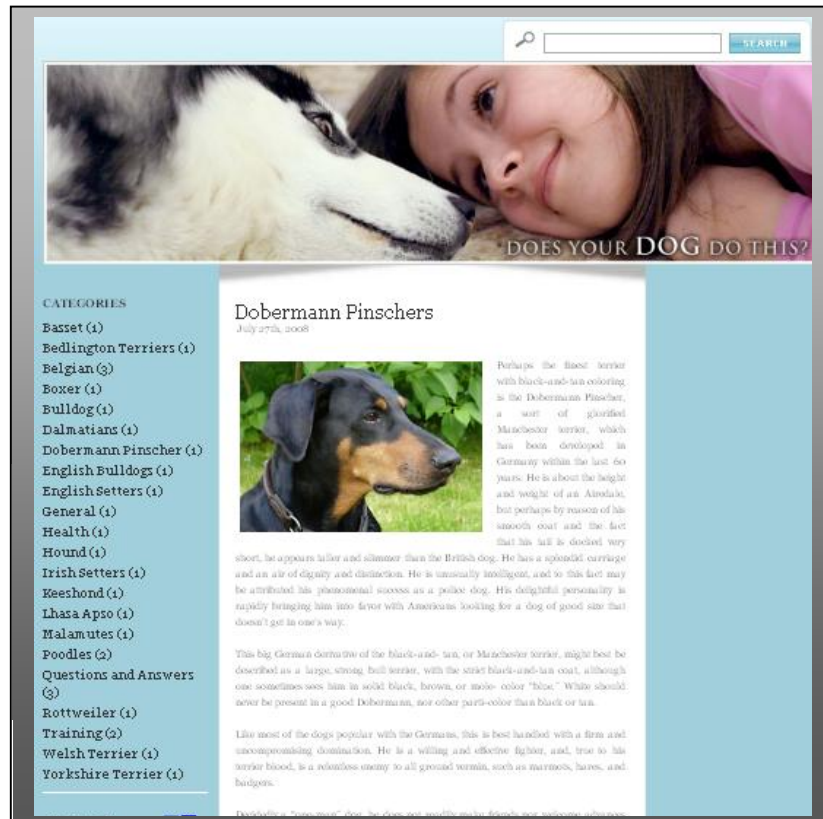 SEARCH
DOES YOUR DOG DO THIS?
CATEGORIES
Basset (1)
Bedlington Terriers (1)
Belgian (3)
Boxer (1)
Bulldog (1)
Dalmatians (1)
Dobermann Pinscher (1)
English Bulldogs (1)
English Setters (1)
General (1)
Health (1)
Hound (1)
Irish Setters (1)
Keeshond (1)
Lhasa Apso (1)
Malamutes (1)
Poodles (2)
Questions and Answers
(3)
Rottweiler (1)
Training (2)
Welsh Terrier (1)
Yorkshire Terrier (1)
Dobermann Pinschers
July 27th, 2008
Perhaps the finest terrier
with black-and-tan coloring
is the Dobermann Pinscher,
a sort of glorified
Manchester terrier, which
has been developed in
Germany within the last 60
years. He is about the height
and weight of an Airedale,
but perhaps by reason of his
smooth coat and the fact
that his tail is docked very
short, he appears taller and slimmer than the British dog. He has a splendid carriage
and an air of dignity and distinction. He is unusually intelligent, and to this fact may
be attributed his phenomenal success as a police dog. His delightful personality is
rapidly bringing him into favor with Americans looking for a dog of good size that
doesn't get in one's way.
This big German derivative of the black-and- tan, or Manchester terrier, might best be
described as a large, strong bull terrier, with the strict black-and-tan coat, although
one sometimes sees him in solid black, brown, or mole- color "blue." White should
never be present in a good Dobermann, nor other parti-color than black or tan.
Like most of the dogs popular with the Germans, this is best handled with a firm and
uncompromising domination. He is a willing and effective fighter, and, true to his
terrier blood, is a relentless enemy to all ground vermin, such as marmots, hares, and
badgers.
Decidedly a "one-man" dog, he does not readily make friends nor welcome advances